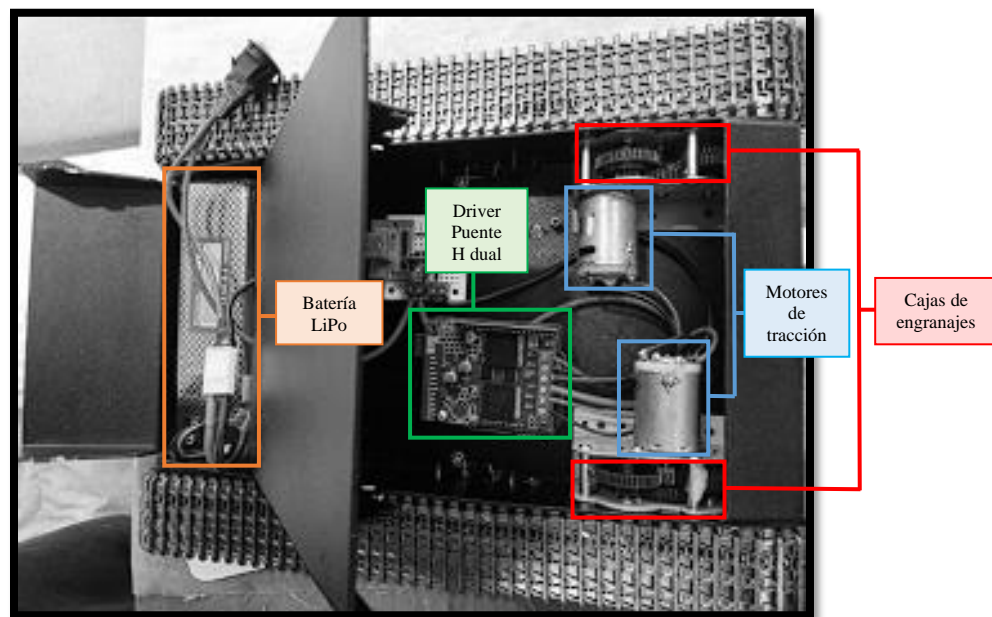 Driver
Puente
H dual
Batería
LiPo
Motores
de
tracción
Cajas de
engranajes